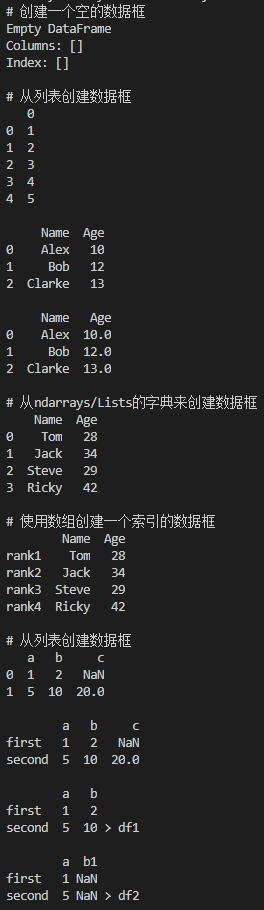 # 创建一个空的数据框
Empty DataFrame
Columns: []
Index: []
# 从列表创建数据框
   0
0  1
1  2
2  3
3  4
4  5
     Name  Age
0    Alex   10
1     Bob   12
2  Clarke   13
     Name   Age
0    Alex  10.0
1     Bob  12.0
2  Clarke  13.0
# 从ndarrays/Lists的字典来创建数据框
    Name  Age
0    Tom   28
1   Jack   34
2  Steve   29
3  Ricky   42
# 使用数组创建一个索引的数据框
        Name  Age
rank1    Tom   28
rank2   Jack   34
rank3  Steve   29
rank4  Ricky   42
# 从列表创建数据框
   a   b     c
0  1   2   NaN
1  5  10  20.0
        a   b     c
first   1   2   NaN
second  5  10  20.0
        a   b
first   1   2
second  5  10 > df1
        a  b1
first   1 NaN
second  5 NaN > df2